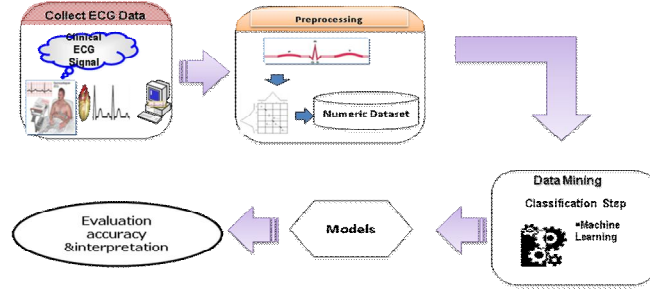 Collect ECG Data
Clinical
ECG
Signal
Preprocessing
Numeric Dataset
Data Mining
Classification Step
*Machine
Learning
Models
Evaluation
accuracy
&interpretation